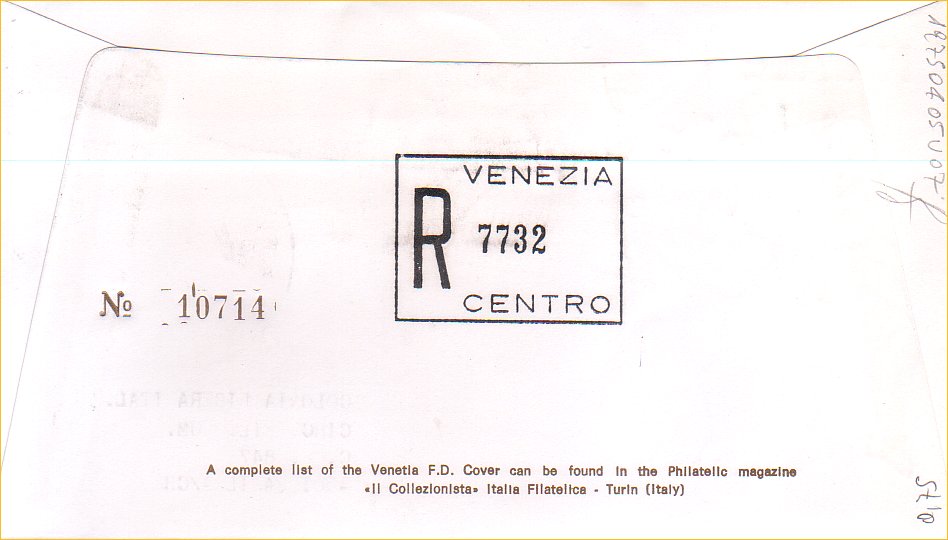 VENEZIA
R 7732
CENTRO
№ 10714
A complete list of the Venetia F.D. Cover can be found in the Philatelic magazine
«Il Collezionista» Italia Filatelica - Turin (Italy)